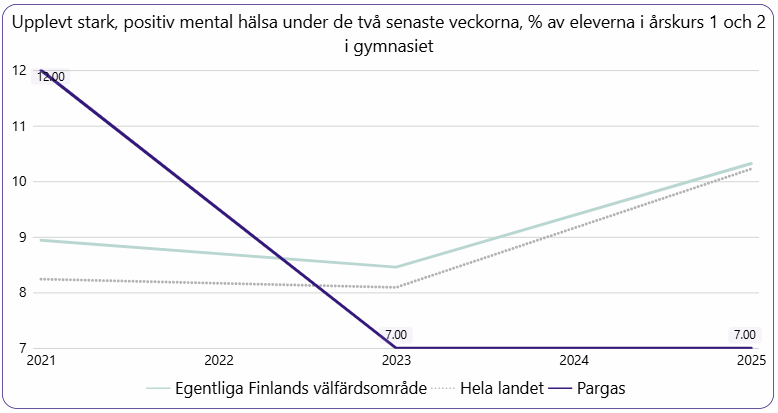 Upplevt stark, positiv mental hälsa under de två senaste veckorna, % av eleverna i årskurs 1 och 2
i gymnasiet
12
12.00
11
10
9
8
7.00
7.00
7
2021
2022
2023
2024
2025
Egentliga Finlands välfärdsområde
Hela landet
Pargas